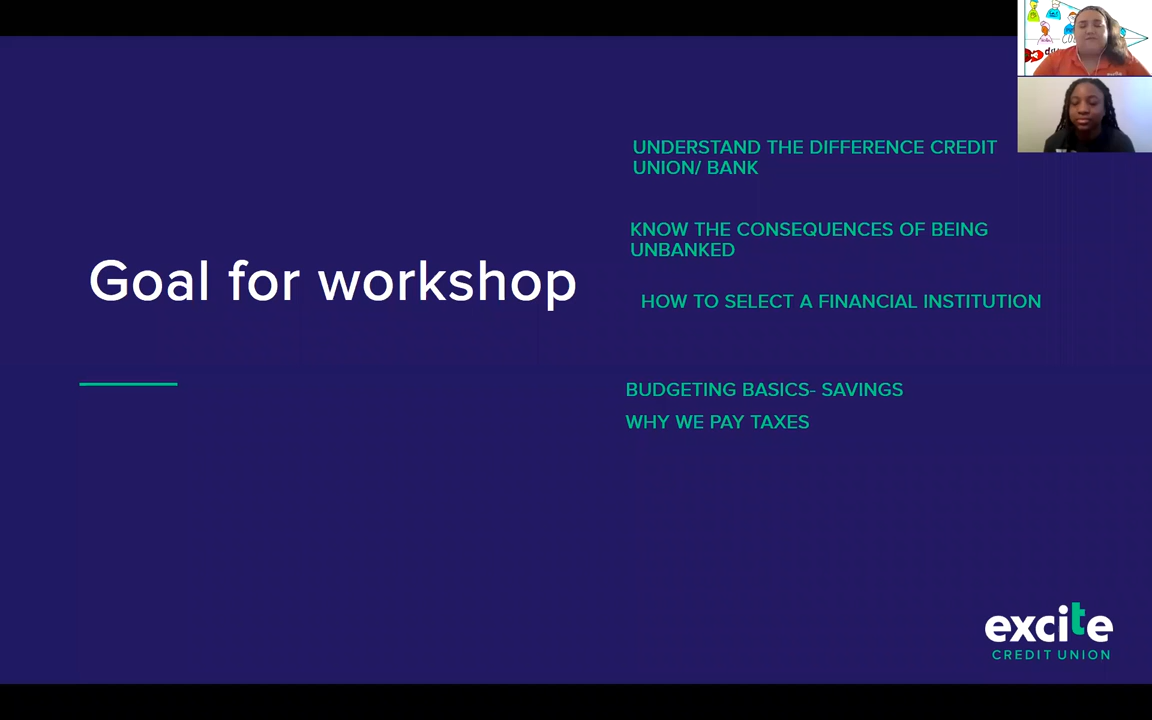 Goal for workshop
UNDERSTAND THE DIFFERENCE CREDIT
UNION/ BANK
KNOW THE CONSEQUENCES OF BEING
UNBANKED
HOW TO SELECT A FINANCIAL INSTITUTION
BUDGETING BASICS- SAVINGS
WHY WE PAY TAXES
excite
CREDIT UNION